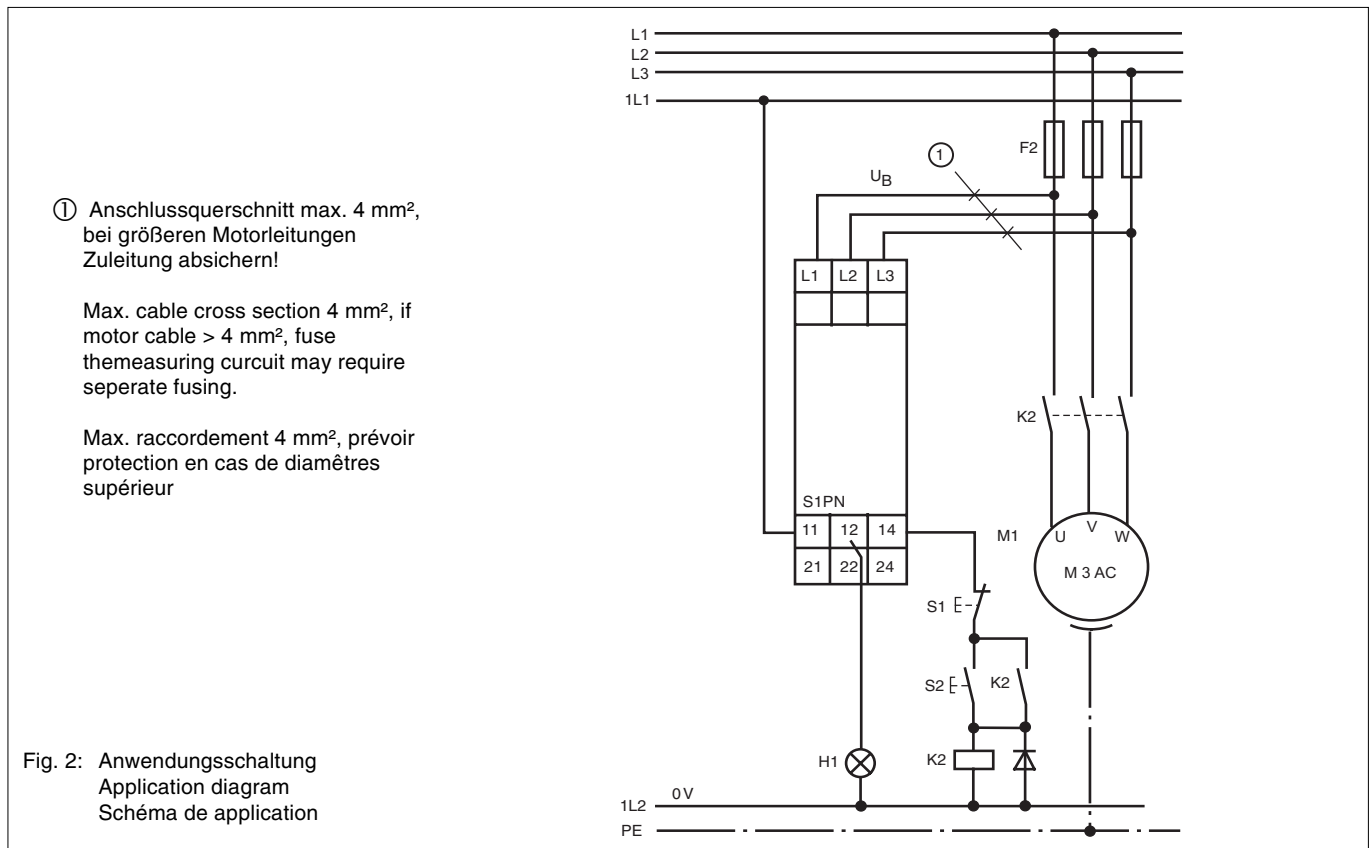 ① Anschlussquerschnitt max. 4 mm²,
bei größeren Motorleitungen
Zuleitung absichern!
Max. cable cross section 4 mm², if
motor cable > 4 mm², fuse
themeasuring curcuit may require
seperate fusing.
Max. raccordement 4 mm², prévoir
protection en cas de diamêtres
supérieur
Fig. 2: Anwendungsschaltung
Application diagram
Schéma de application
L1
L2
L3
1L1
F2
①
UB
L1 L2 L3
K2
S1PN
11 12 14
21 22 24
M1
U V W
M 3 AC
S1
S2 K2
H1 K2
0 V
1L2
PE